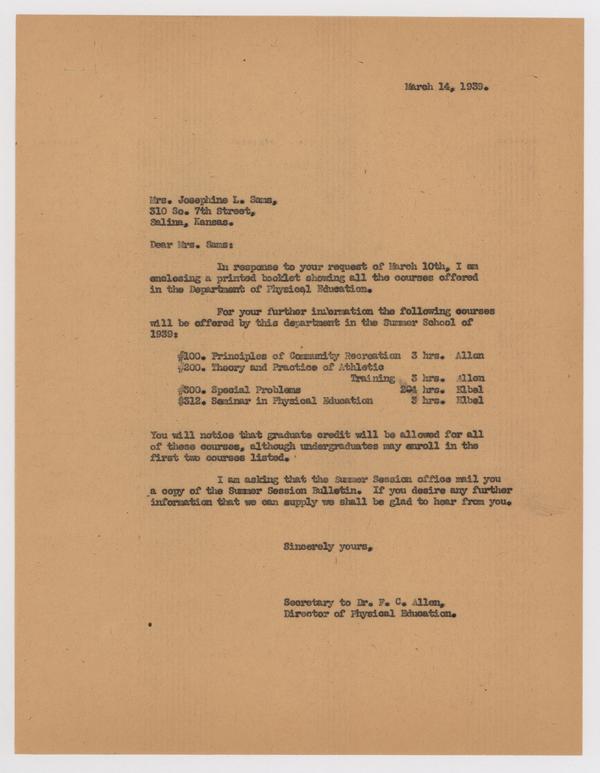 March 14, 1939.
Mrs. Josephine L. Sams,
310 So. 7th Street,
Salina, Kansas.
Dear Mrs. Sams:
In response to your request of March 10th, I am
enclosing a printed booklet showing all the courses offered
in the Department of Physical Education.
For your further information the following courses
will be offered by this department in the Summer School of
1939:
#100. Principles of Community Recreation 3 hrs. Allen
#200. Theory and Practice of Athletic
Training 3 hrs. Allen
#300. Special Problems hrs. Elbel
#312. Seminar in Physical Education 3 hrs. Elbel
You will notice that graduate credit will be allowed for all
of these courses, although undergraduates may enroll in the
first two courses listed.
I am asking that the Summer Session office mail you
a copy of the Summer Session Bulletin. If you desire any further
information that we can supply we shall be glad to hear from you.
Sincerely yours,
Secretary to Dr. F. C. Allen,
Director of Physical Education.